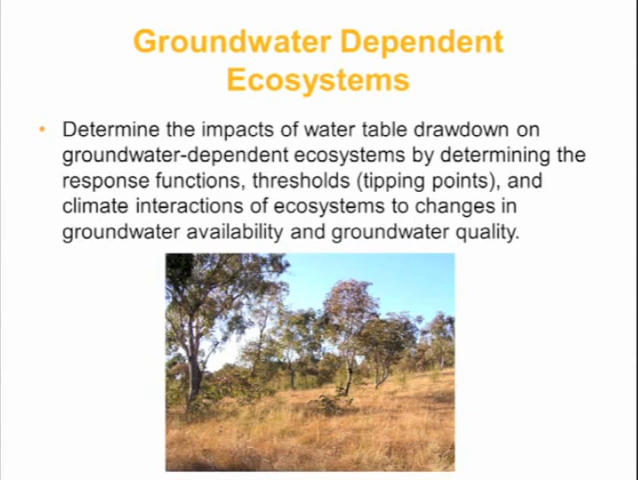 Groundwater Dependent
Ecosystems
• Determine the impacts of water table drawdown on
groundwater-dependent ecosystems by determining the
response functions, thresholds (tipping points), and
climate interactions of ecosystems to changes in
groundwater availability and groundwater quality.